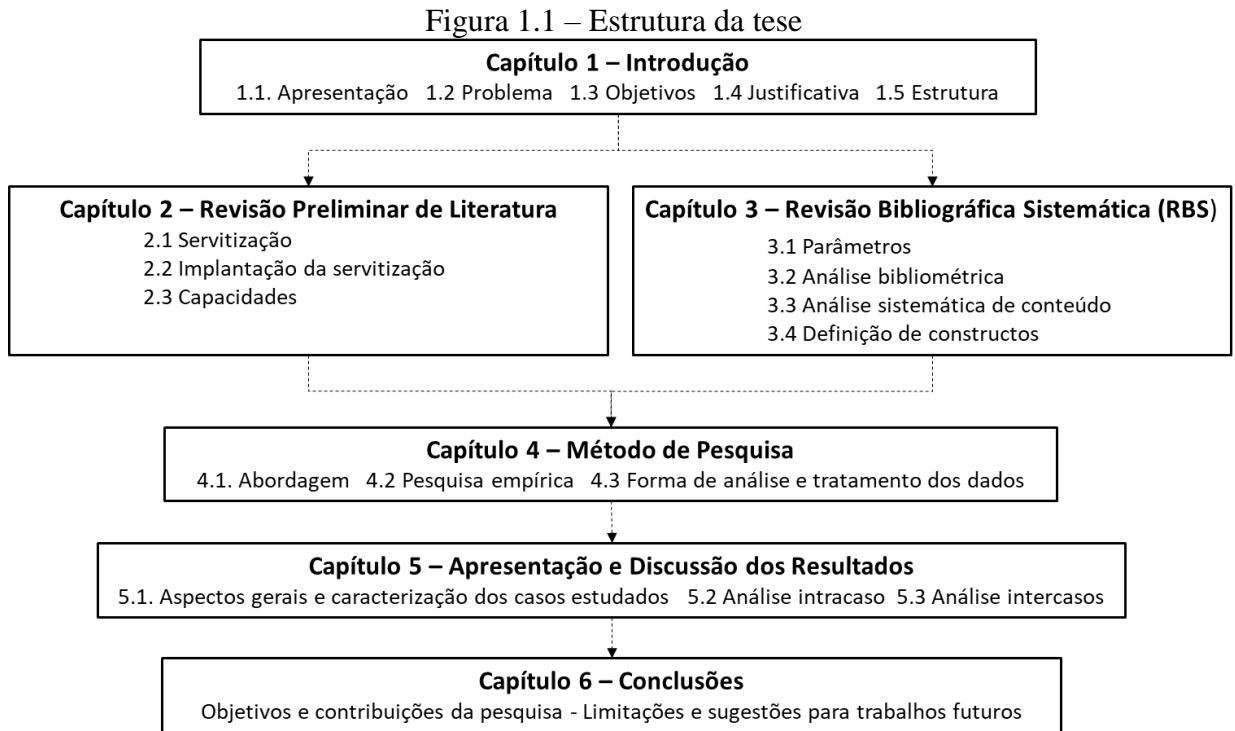 Figura 1.1 – Estrutura da tese
Capítulo 1 – Introdução
1.1. Apresentação 1.2 Problema 1.3 Objetivos 1.4 Justificativa 1.5 Estrutura
Capítulo 2 – Revisão Preliminar de Literatura
2.1 Servitização
2.2 Implantação da servitização
2.3 Capacidades
Capítulo 3 – Revisão Bibliográfica Sistemática (RBS)
3.1 Parâmetros
3.2 Análise bibliométrica
3.3 Análise sistemática de conteúdo
3.4 Definição de constructos
Capítulo 4 – Método de Pesquisa
4.1. Abordagem 4.2 Pesquisa empírica 4.3 Forma de análise e tratamento dos dados
Capítulo 5 – Apresentação e Discussão dos Resultados
5.1. Aspectos gerais e caracterização dos casos estudados 5.2 Análise intracaso 5.3 Análise intercasos
Capítulo 6 – Conclusões
Objetivos e contribuições da pesquisa - Limitações e sugestões para trabalhos futuros